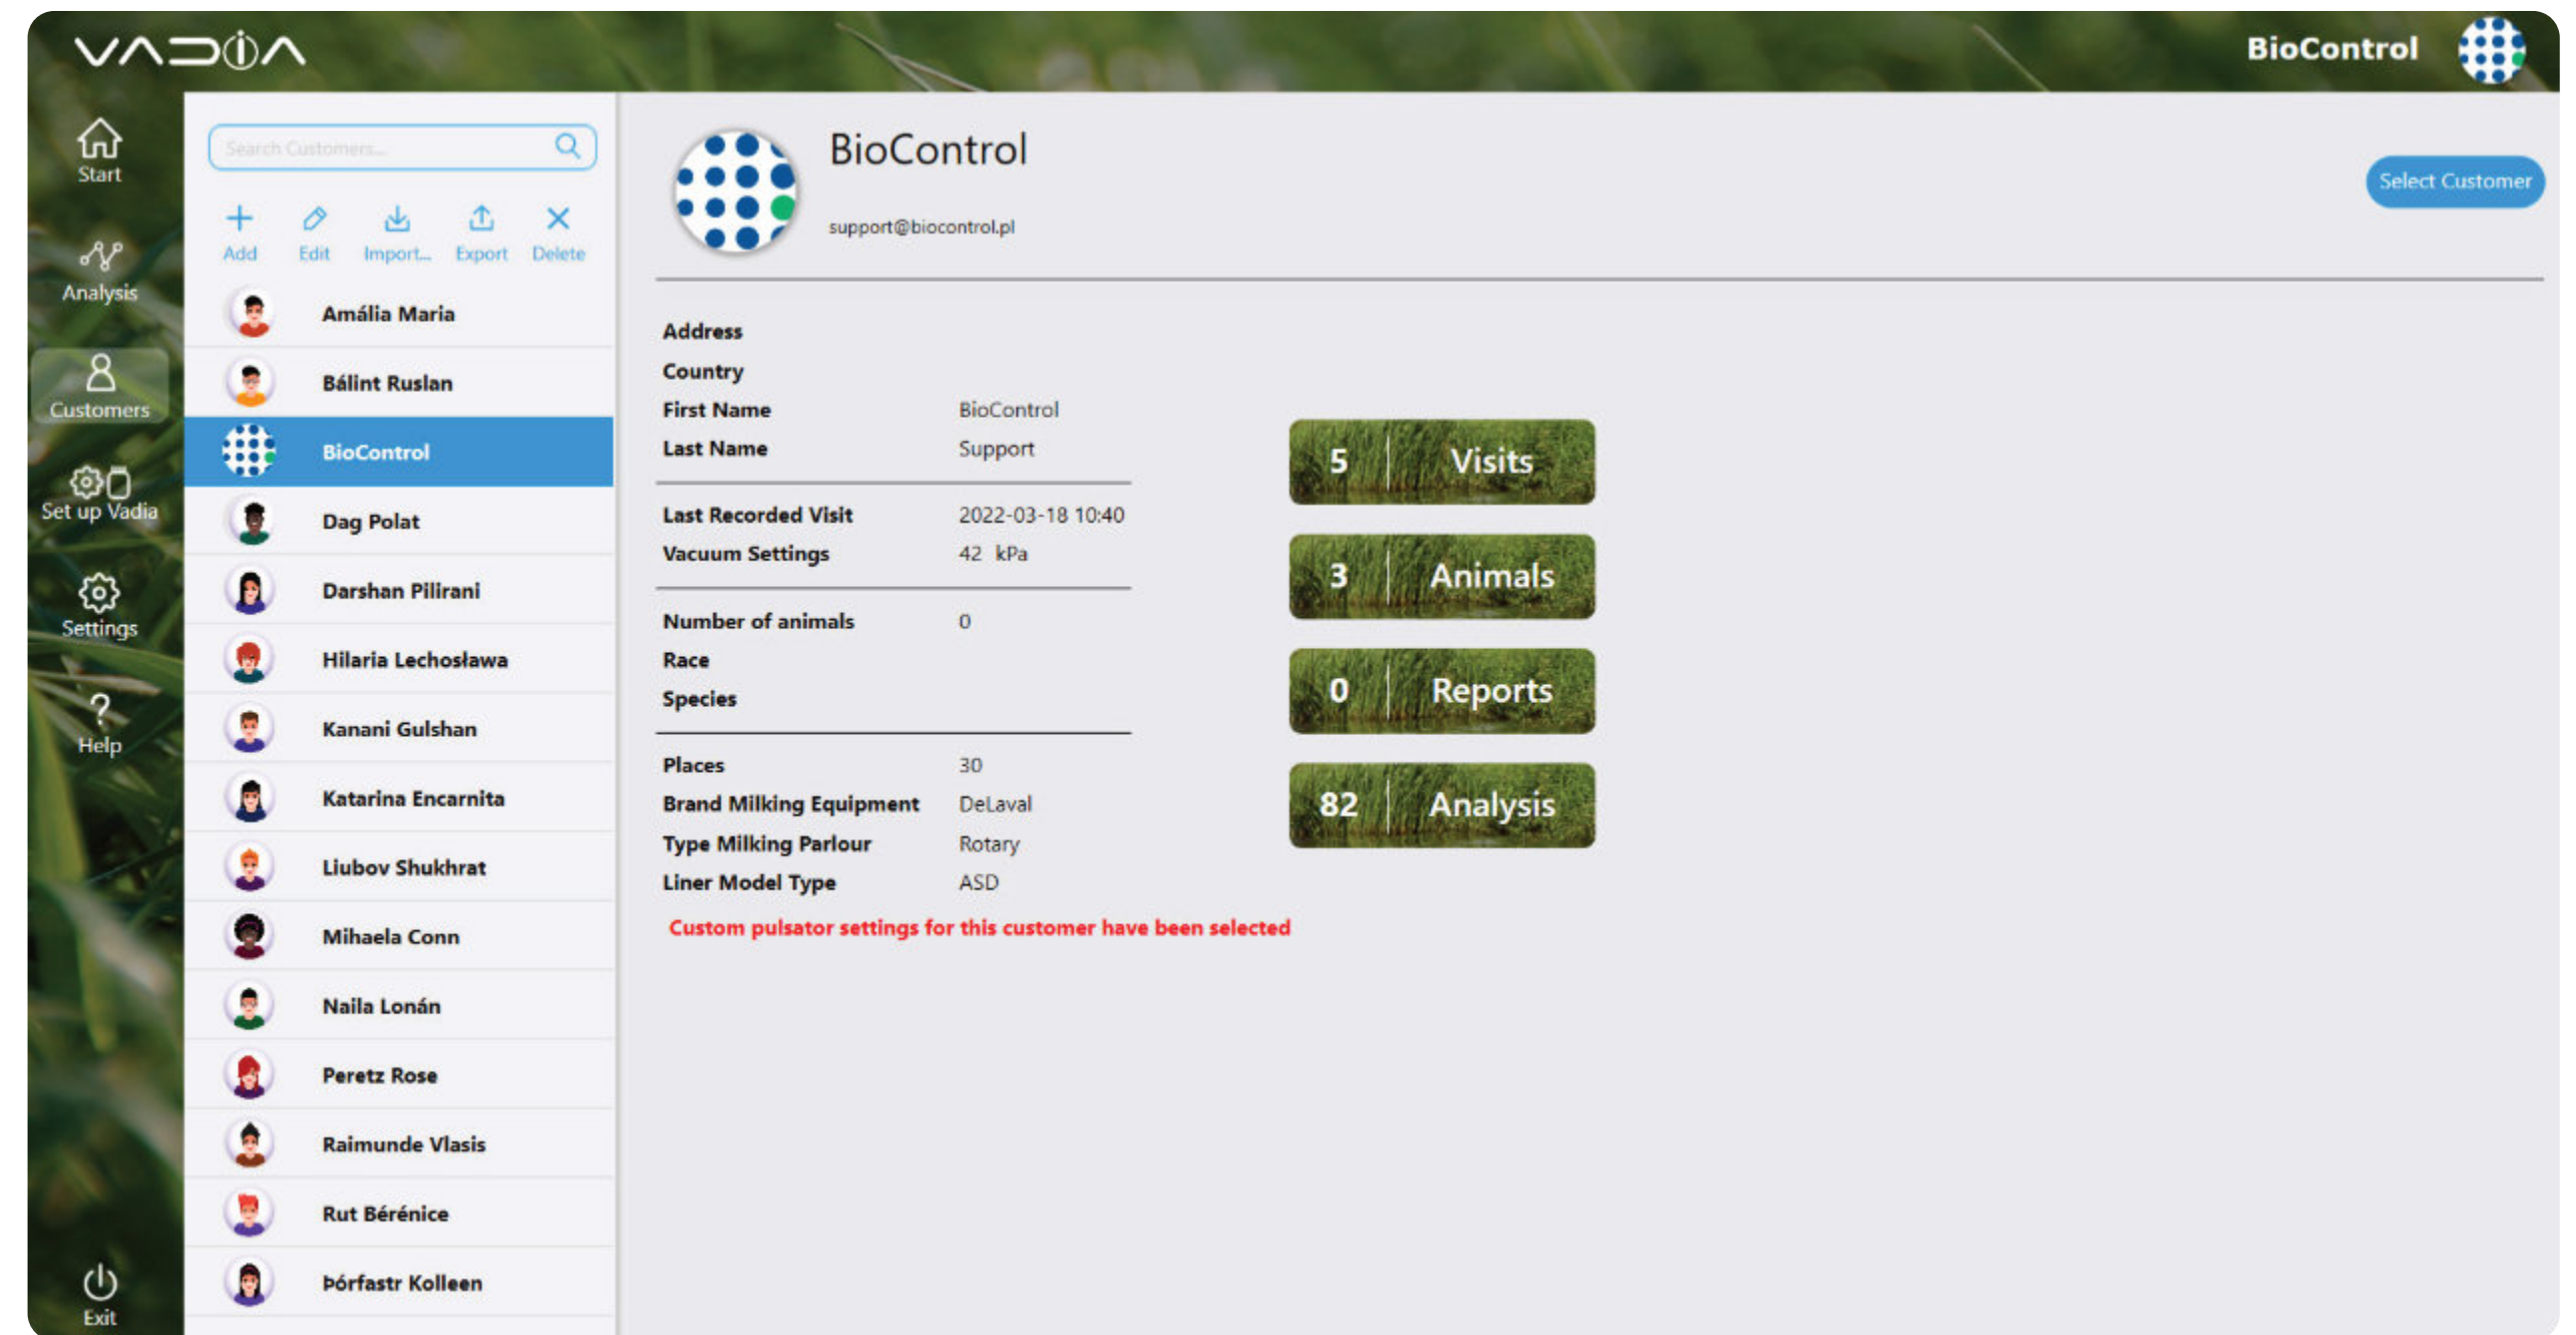 VADIA
BioControl
Start
Analysis
Customers
Set up Vadia
Settings
Help
Exit
Search Customers...
Add Edit Import... Export Delete
Amália Maria
Bálint Ruslan
BioControl
Dag Polat
Darshan Pilirani
Hilaria Lechosława
Kanani Gulshan
Katarina Encarnita
Liubov Shukhrat
Mihaela Conn
Naila Lonán
Peretz Rose
Raimunde Vlasis
Rut Bérénice
Þórfastr Kolleen
BioControl
support@biocontrol.pl
Select Customer
Address
Country
First Name BioControl
Last Name Support
Last Recorded Visit 2022-03-18 10:40
Vacuum Settings 42 kPa
Number of animals 0
Race
Species
Places 30
Brand Milking Equipment DeLaval
Type Milking Parlour Rotary
Liner Model Type ASD
Custom pulsator settings for this customer have been selected
5 Visits
3 Animals
0 Reports
82 Analysis